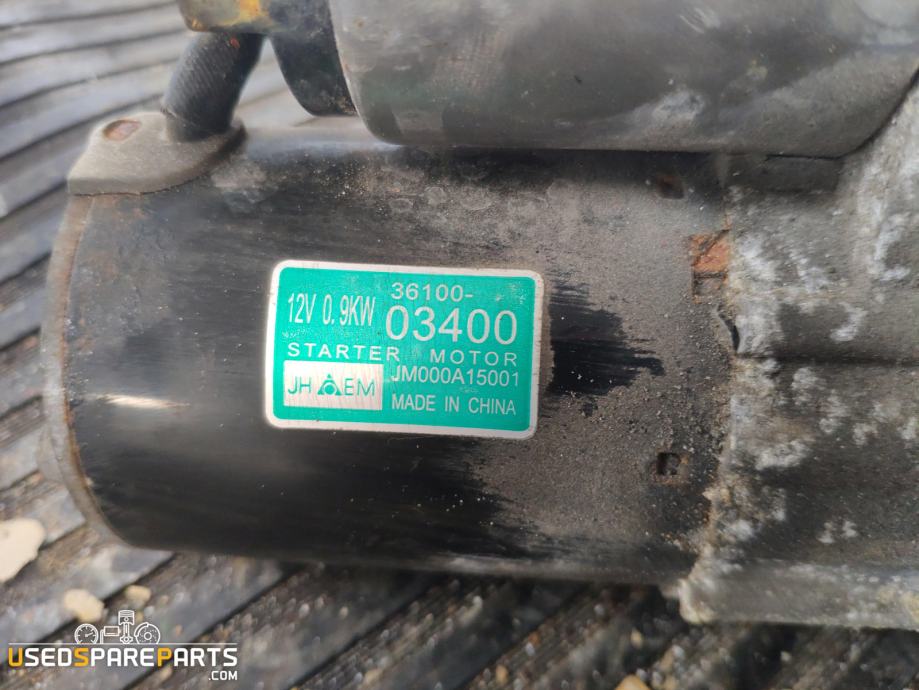 12V 0.9KW
36100-
03400
STARTER MOTOR
JH EM
JM000A15001
MADE IN CHINA
USEDSPAREPARTS
.COM